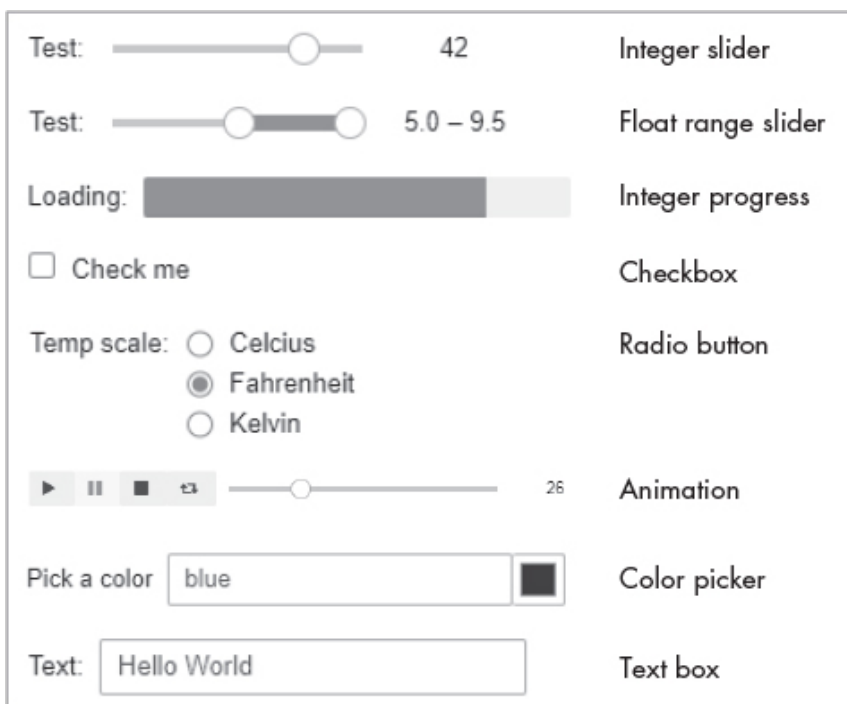 Test: 42 Integer slider
Test: 5.0 – 9.5 Float range slider
Loading: Integer progress
Check me Checkbox
Temp scale: Celcius Radio button
Fahrenheit
Kelvin
26 Animation
Pick a color blue Color picker
Text: Hello World Text box